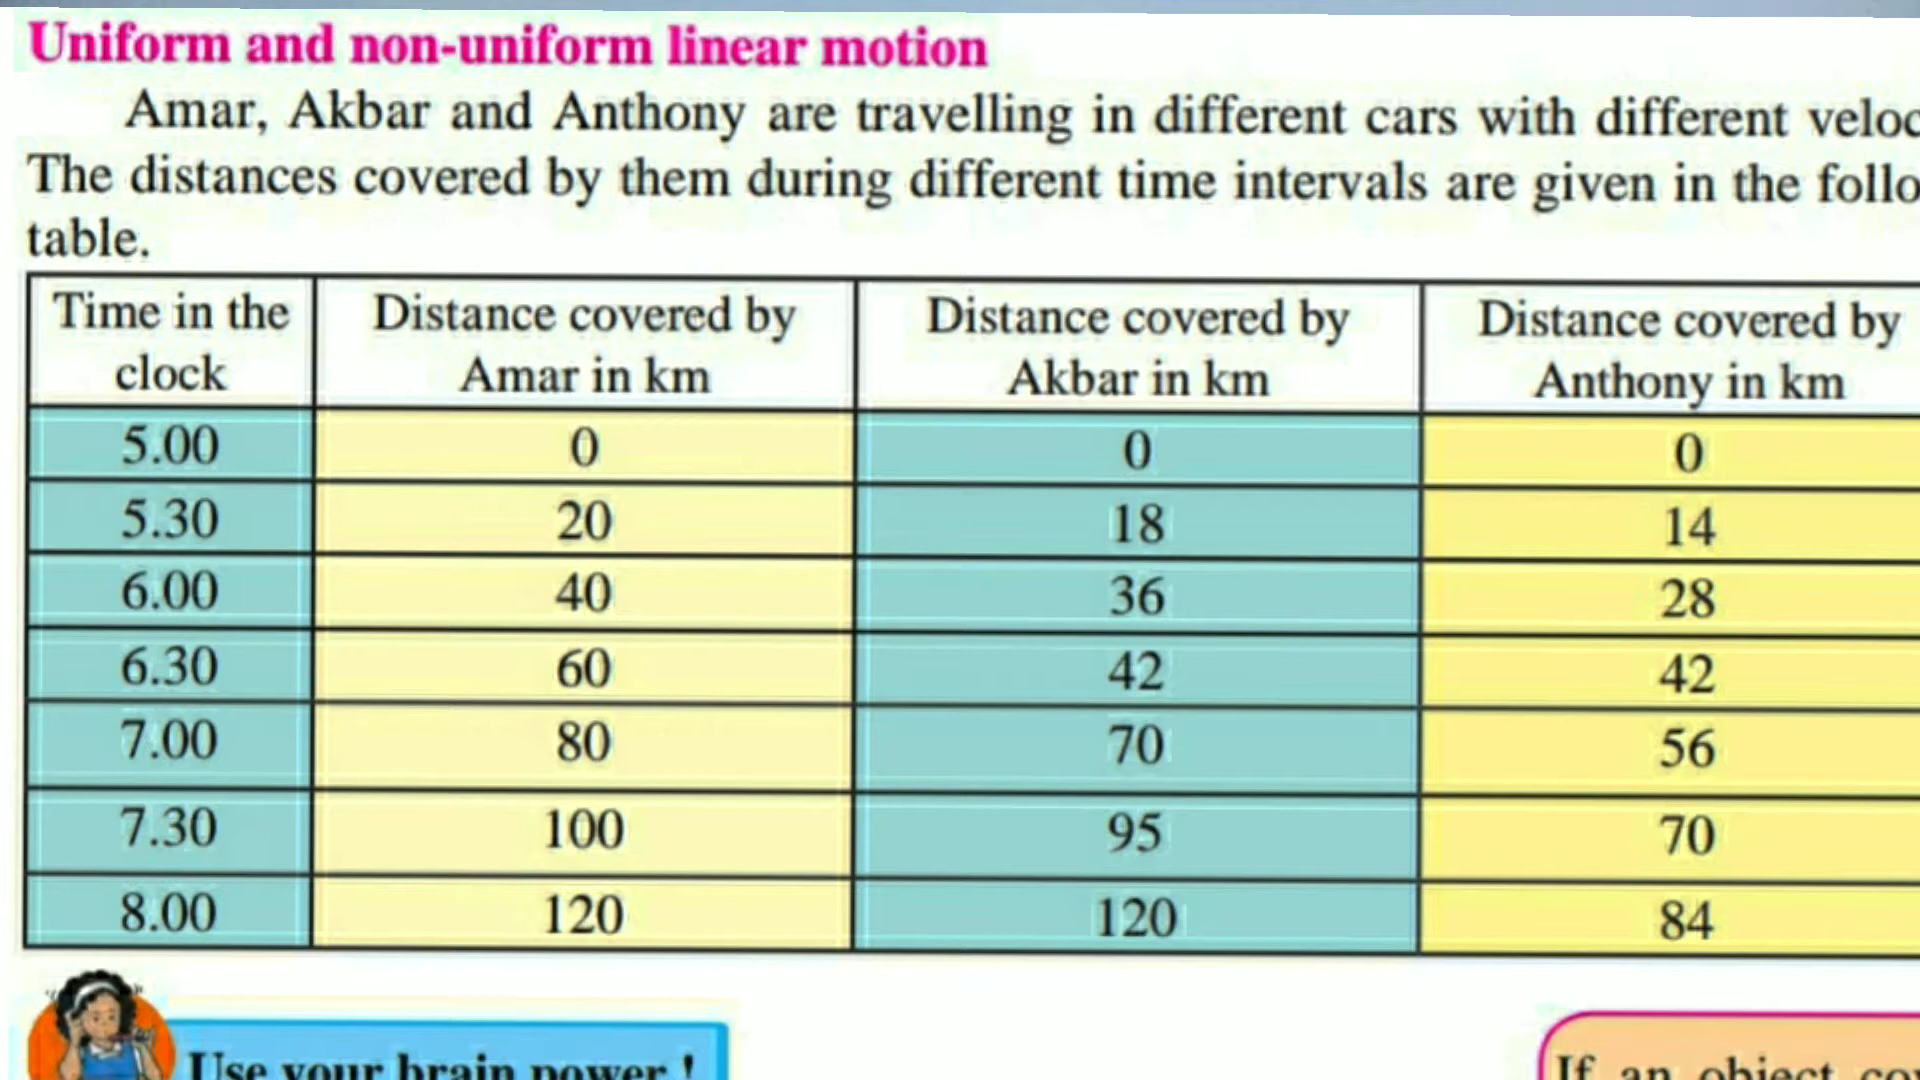 Uniform and non-uniform linear motion
Amar, Akbar and Anthony are travelling in different cars with different
The distances covered by them during different time intervals are given in the
table.
Time in the clock | Distance covered by Amar in km | Distance covered by Akbar in km | Distance covered by Anthony in km
5.00 | 0 | 0 | 0
5.30 | 20 | 18 | 14
6.00 | 40 | 36 | 28
6.30 | 60 | 42 | 42
7.00 | 80 | 70 | 56
7.30 | 100 | 95 | 70
8.00 | 120 | 120 | 84
Use your brain power !
If an object